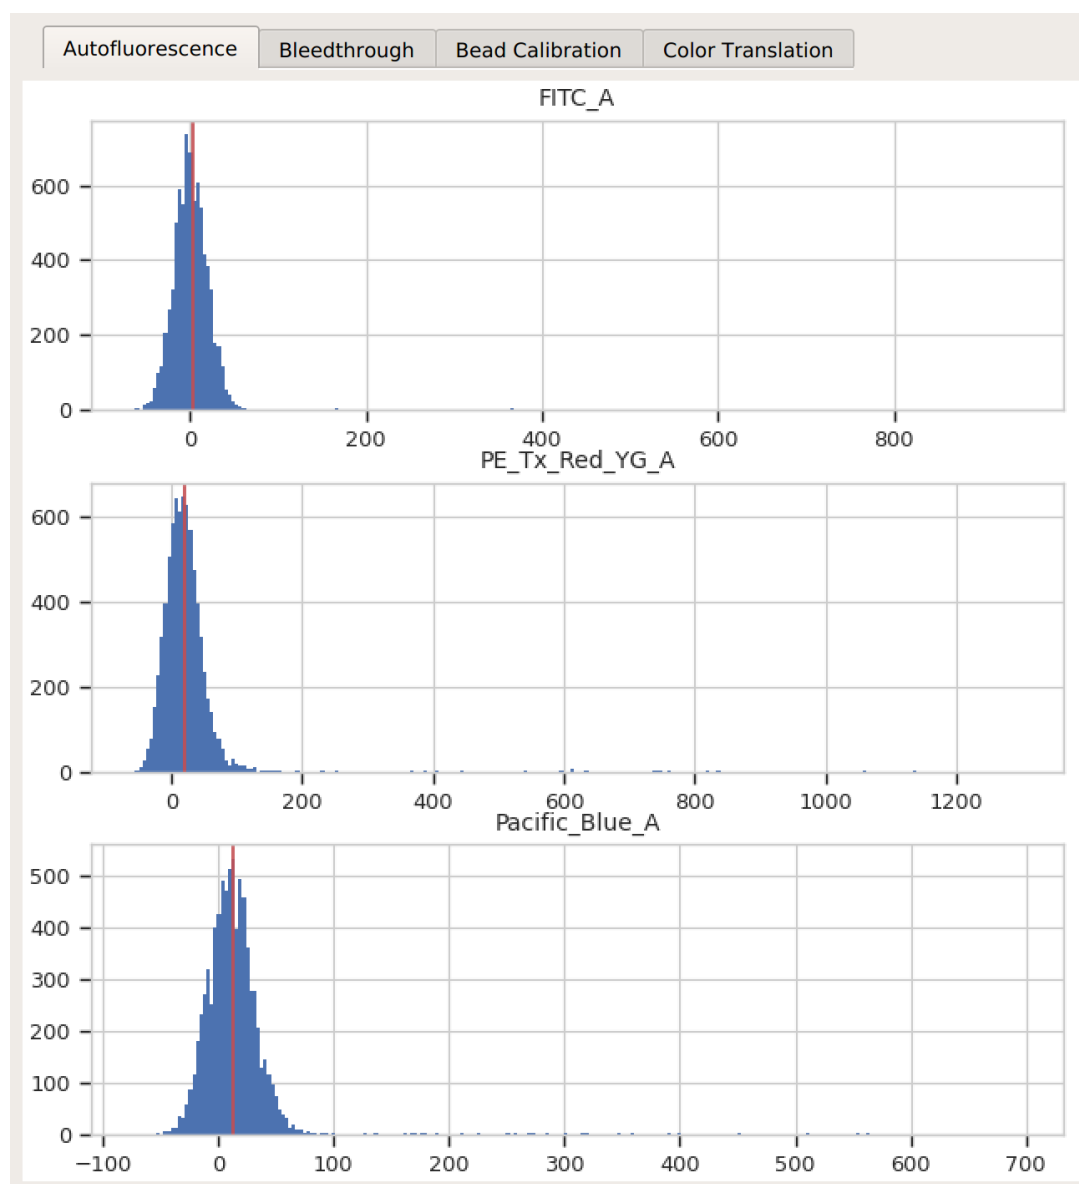 Autofluorescence Bleedthrough Bead Calibration Color Translation
FITC_A
600
400
200
0
0 200 400 600 800
PE_Tx_Red_YG_A
600
400
200
0
0 200 400 600 800 1000 1200
Pacific_Blue_A
500
400
300
200
100
0
−100 0 100 200 300 400 500 600 700